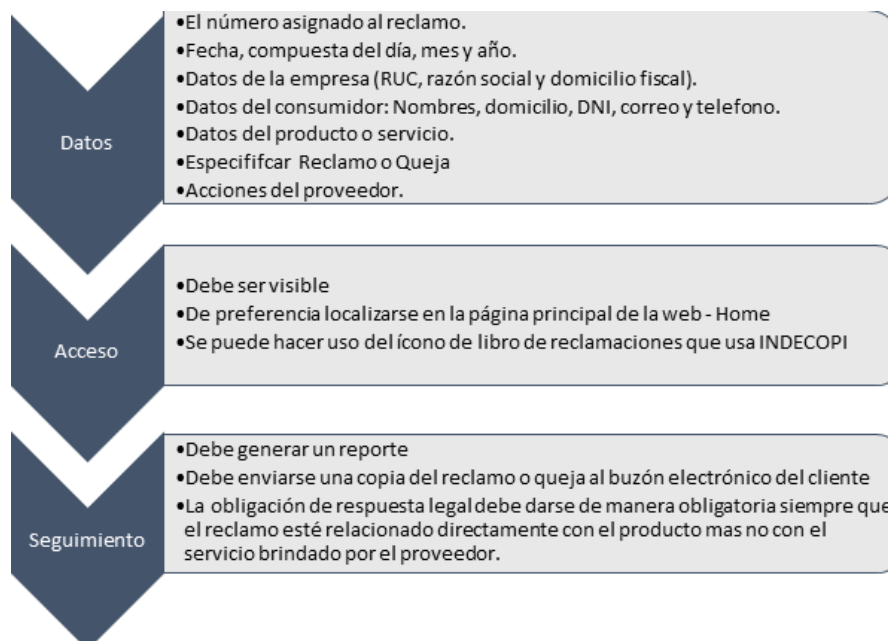 •El número asignado al reclamo.
•Fecha, compuesta del día, mes y año.
•Datos de la empresa (RUC, razón social y domicilio fiscal).
•Datos del consumidor: Nombres, domicilio, DNI, correo y telefono.
•Datos del producto o servicio.
•Especififcar Reclamo o Queja
•Acciones del proveedor.
Datos
•Debe ser visible
•De preferencia localizarse en la página principal de la web - Home
•Se puede hacer uso del ícono de libro de reclamaciones que usa INDECOPI
Acceso
•Debe generar un reporte
•Debe enviarse una copia del reclamo o queja al buzón electrónico del cliente
•La obligación de respuesta legal debe darse de manera obligatoria siempre que
el reclamo esté relacionado directamente con el producto mas no con el
servicio brindado por el proveedor.
Seguimiento